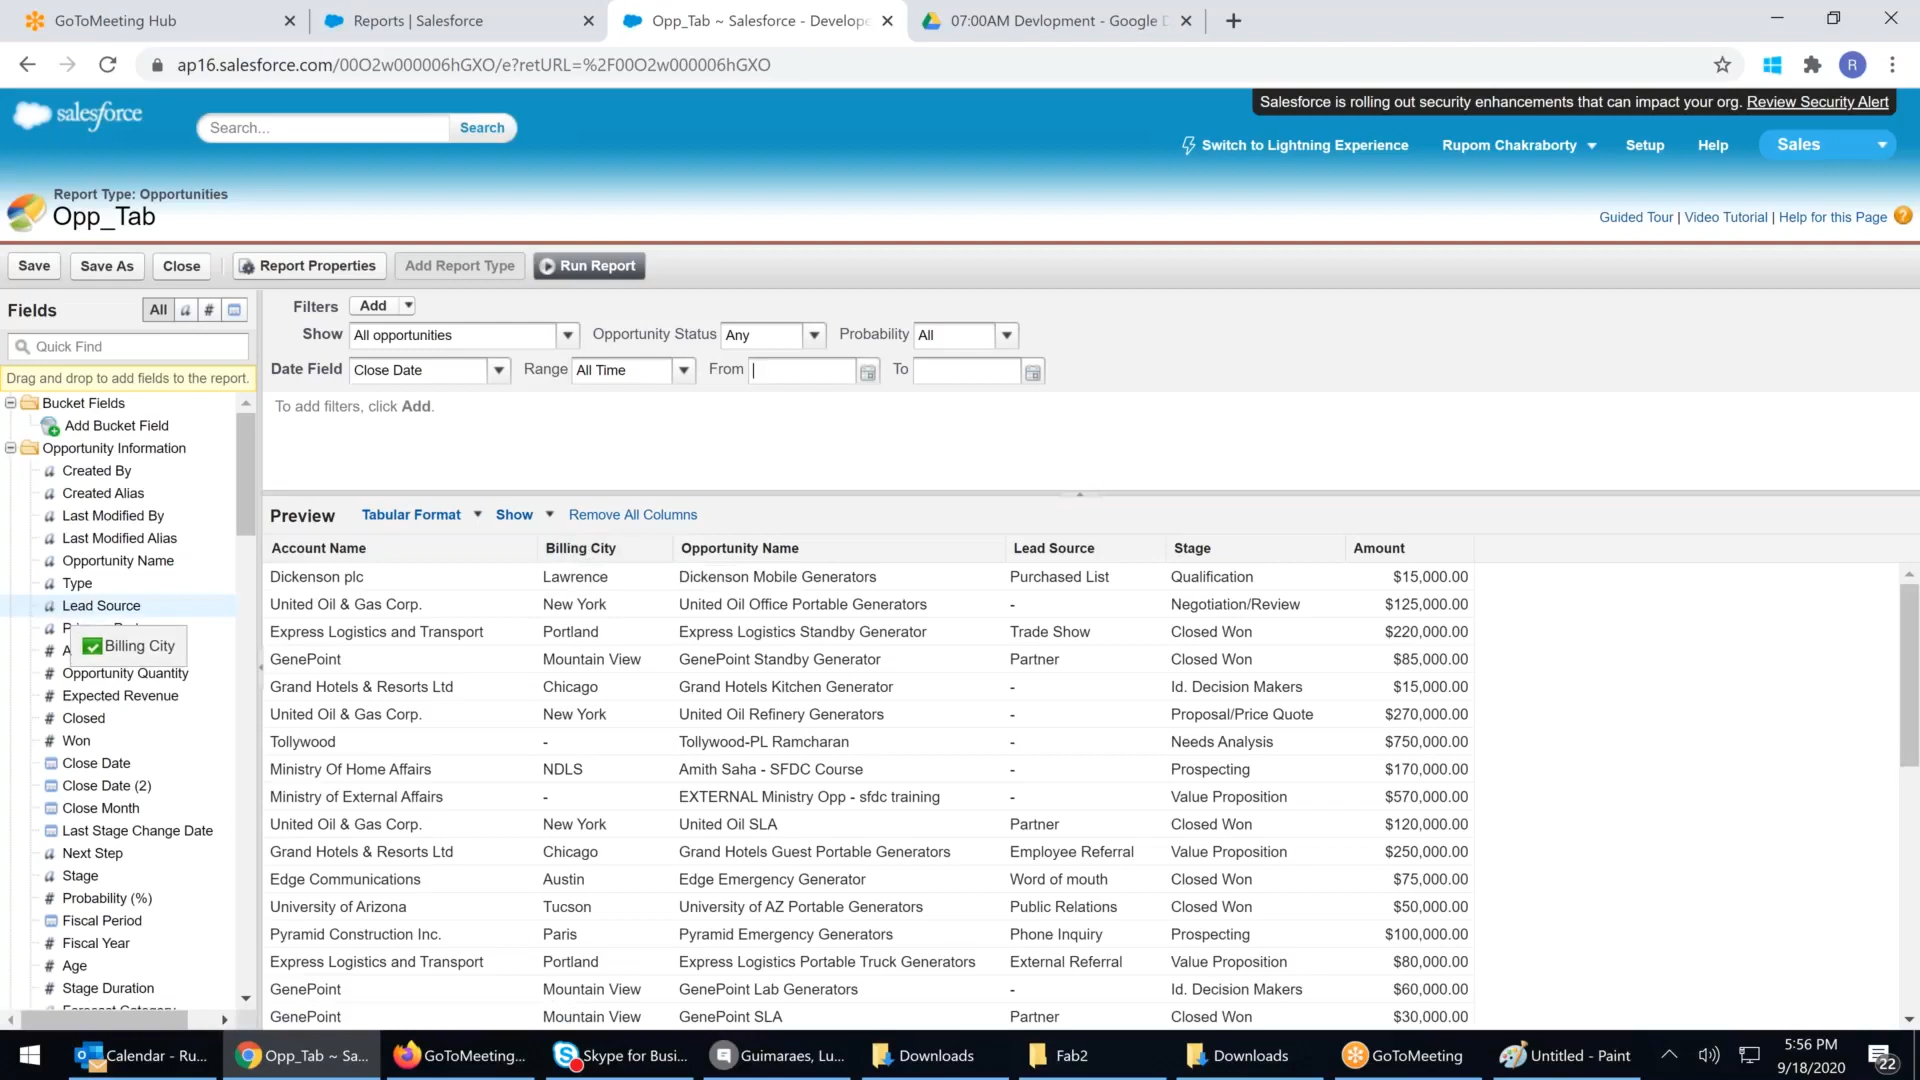 GoToMeeting Hub
Reports | Salesforce
Opp_Tab ~ Salesforce - Develope
07:00AM Devlopment - Google D
ap16.salesforce.com/00O2w000006hGXO/e?retURL=%2F00O2w000006hGXO
R
salesforce
Search...
Search
Salesforce is rolling out security enhancements that can impact your org. Review Security Alert
Switch to Lightning Experience
Rupom Chakraborty
Setup
Help
Sales
Report Type: Opportunities
Opp_Tab
Guided Tour | Video Tutorial | Help for this Page ?
Save
Save As
Close
Report Properties
Add Report Type
Run Report
Fields
All
a
#
Quick Find
Drag and drop to add fields to the report.
Bucket Fields
Add Bucket Field
Opportunity Information
a Created By
a Created Alias
a Last Modified By
a Last Modified Alias
a Opportunity Name
a Type
a Lead Source
Billing City
# Opportunity Quantity
# Expected Revenue
# Closed
# Won
Close Date
Close Date (2)
Close Month
Last Stage Change Date
a Next Step
a Stage
# Probability (%)
Fiscal Period
# Fiscal Year
# Age
# Stage Duration
Filters Add
Show All opportunities Opportunity Status Any Probability All
Date Field Close Date Range All Time From To
To add filters, click Add.
Preview Tabular Format Show Remove All Columns
Account Name Billing City Opportunity Name Lead Source Stage Amount
Dickenson plc Lawrence Dickenson Mobile Generators Purchased List Qualification $15,000.00
United Oil & Gas Corp. New York United Oil Office Portable Generators - Negotiation/Review $125,000.00
Express Logistics and Transport Portland Express Logistics Standby Generator Trade Show Closed Won $220,000.00
GenePoint Mountain View GenePoint Standby Generator Partner Closed Won $85,000.00
Grand Hotels & Resorts Ltd Chicago Grand Hotels Kitchen Generator - Id. Decision Makers $15,000.00
United Oil & Gas Corp. New York United Oil Refinery Generators - Proposal/Price Quote $270,000.00
Tollywood - Tollywood-PL Ramcharan - Needs Analysis $750,000.00
Ministry Of Home Affairs NDLS Amith Saha - SFDC Course - Prospecting $170,000.00
Ministry of External Affairs - EXTERNAL Ministry Opp - sfdc training - Value Proposition $570,000.00
United Oil & Gas Corp. New York United Oil SLA Partner Closed Won $120,000.00
Grand Hotels & Resorts Ltd Chicago Grand Hotels Guest Portable Generators Employee Referral Value Proposition $250,000.00
Edge Communications Austin Edge Emergency Generator Word of mouth Closed Won $75,000.00
University of Arizona Tucson University of AZ Portable Generators Public Relations Closed Won $50,000.00
Pyramid Construction Inc. Paris Pyramid Emergency Generators Phone Inquiry Prospecting $100,000.00
Express Logistics and Transport Portland Express Logistics Portable Truck Generators External Referral Value Proposition $80,000.00
GenePoint Mountain View GenePoint Lab Generators - Id. Decision Makers $60,000.00
GenePoint Mountain View GenePoint SLA Partner Closed Won $30,000.00
Calendar - Ru...
Opp_Tab ~ Sa...
GoToMeeting...
Skype for Busi...
Guimaraes, Lu...
Downloads
Fab2
Downloads
GoToMeeting
Untitled - Paint
5:56 PM
9/18/2020
22